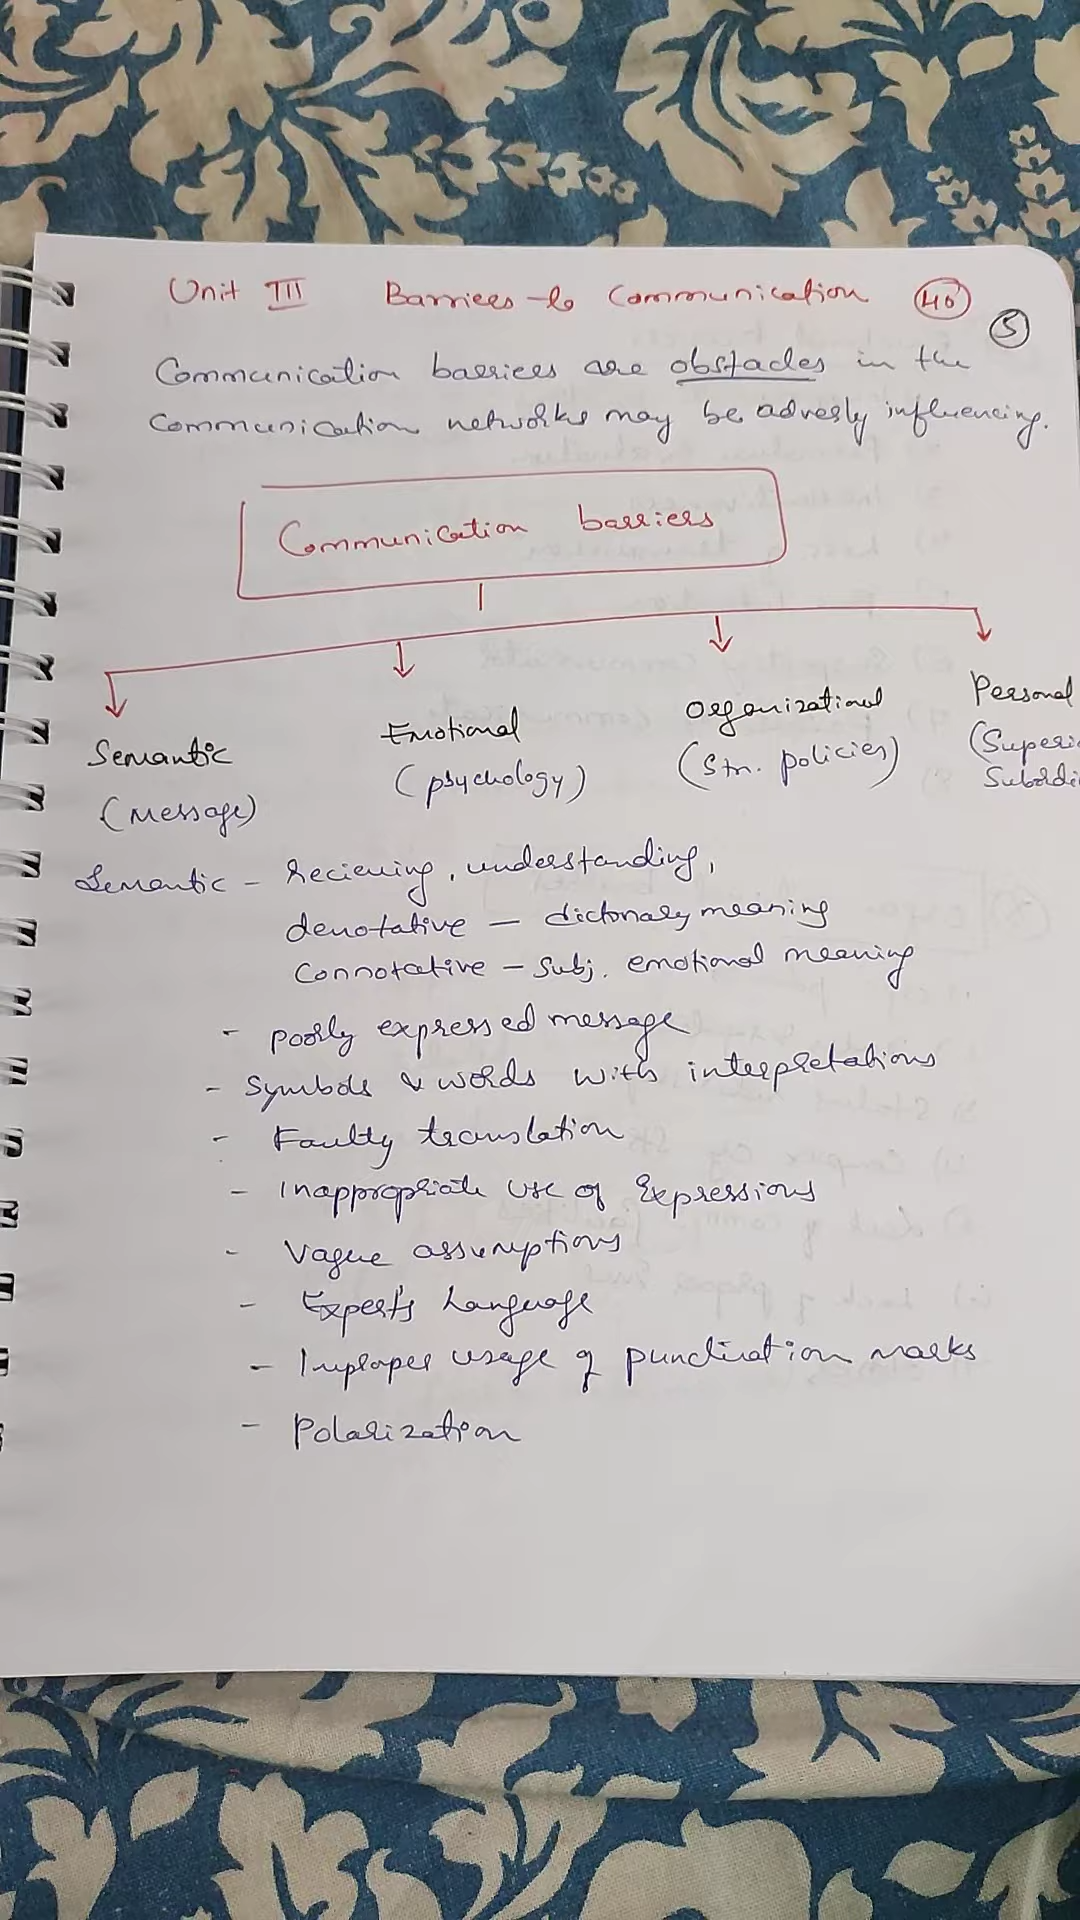 Unit III Barriers to Communication
5
Communication barriers are obstacles in the
Communication networks may be adversly influencing.
Communication barriers
Semantic Emotional Organizational Personal
(Message) (psychology) (Str. policies) (Superi
Subordi
Semantic - Recieving, understanding,
denotative - dictonary meaning
Connotative - Subj. emotional meaning
- poorly expressed message
- Symbols & words with interpretations
- Faulty translation
- Inappropriate use of Expressions
- Vague assumptions
- Expert's Language
- Improper usage of punctuation marks
- Polarization